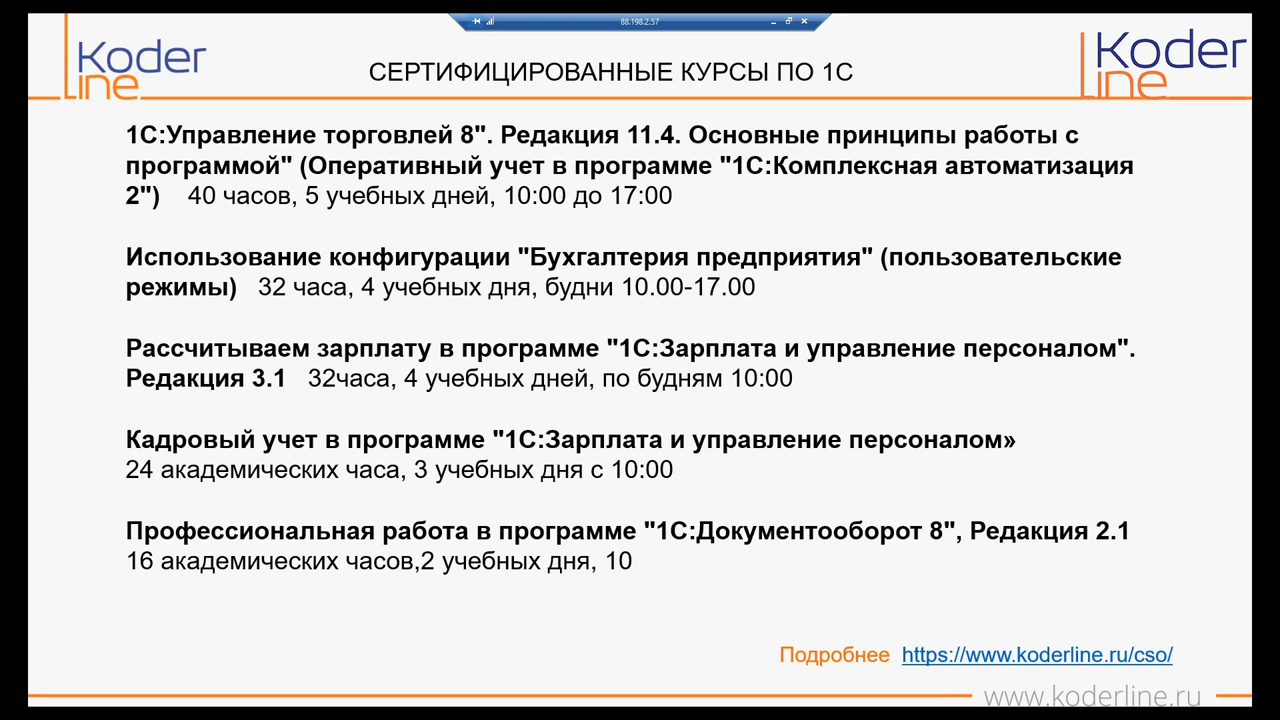 88.198.2.57
Koder
line
СЕРТИФИЦИРОВАННЫЕ КУРСЫ ПО 1С
Koder
line
1С:Управление торговлей 8". Редакция 11.4. Основные принципы работы с
программой" (Оперативный учет в программе "1С:Комплексная автоматизация
2") 40 часов, 5 учебных дней, 10:00 до 17:00
Использование конфигурации "Бухгалтерия предприятия" (пользовательские
режимы) 32 часа, 4 учебных дня, будни 10.00-17.00
Рассчитываем зарплату в программе "1С:Зарплата и управление персоналом".
Редакция 3.1 32часа, 4 учебных дней, по будням 10:00
Кадровый учет в программе "1С:Зарплата и управление персоналом»
24 академических часа, 3 учебных дня с 10:00
Профессиональная работа в программе "1С:Документооборот 8", Редакция 2.1
16 академических часов,2 учебных дня, 10
Подробнее https://www.koderline.ru/cso/
www.koderline.ru